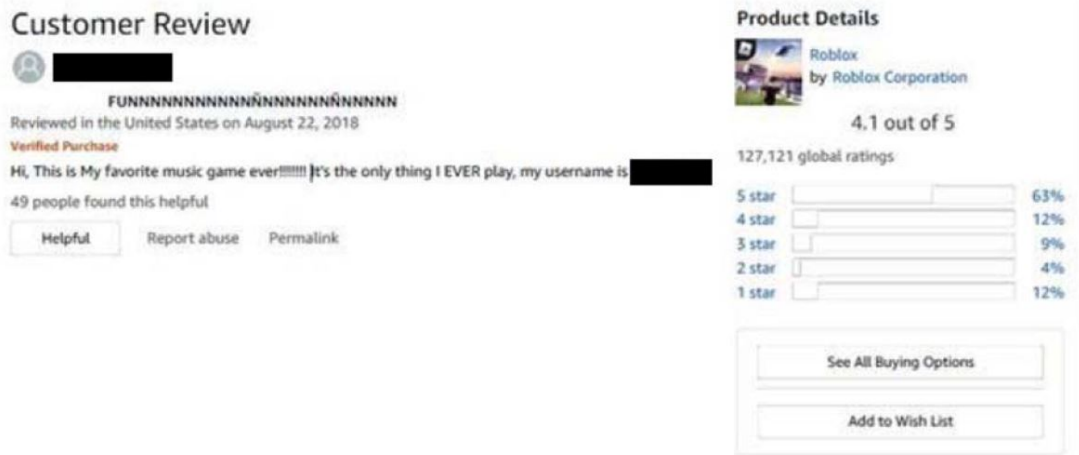 Customer Review
FUNNNNNNNNNNNÑNNNNNNNÑNNNNN
Reviewed in the United States on August 22, 2018
Verified Purchase
Hi, This is My favorite music game ever!!!!!!!! It's the only thing I EVER play, my username is
49 people found this helpful
Helpful
Report abuse
Permalink
Product Details
Roblox
by Roblox Corporation
4.1 out of 5
127,121 global ratings
5 star 63%
4 star 12%
3 star 9%
2 star 4%
1 star 12%
See All Buying Options
Add to Wish List